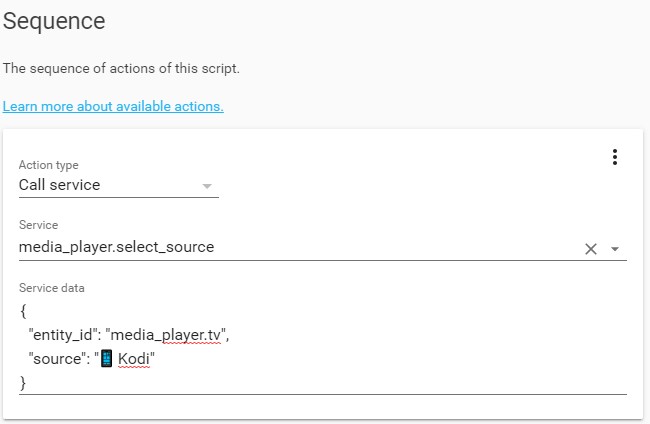 Sequence
The sequence of actions of this script.
Learn more about available actions.
Action type
Call service
Service
media_player.select_source
Service data
{
"entity_id": "media_player.tv",
"source": "📱 Kodi"
}